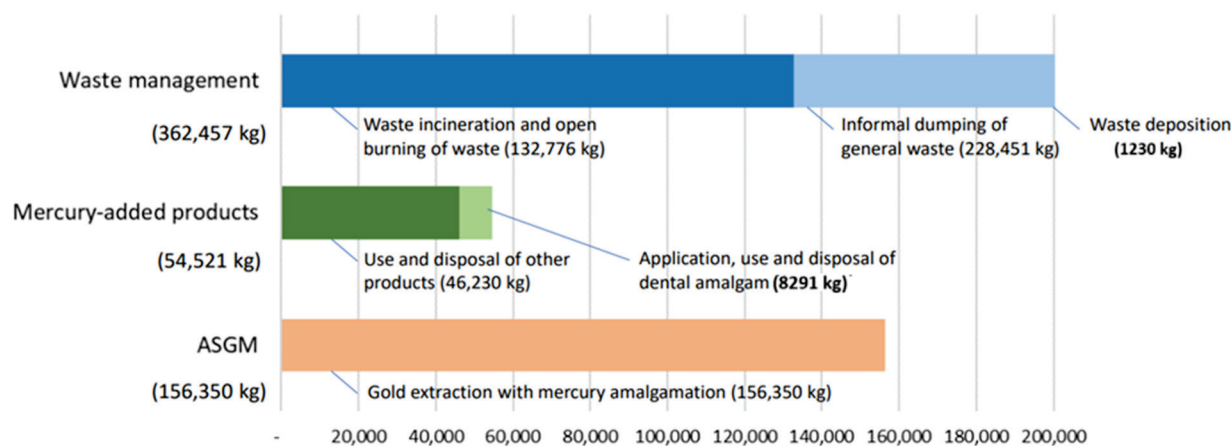 Waste management
(362,457 kg)
Waste incineration and open
burning of waste (132,776 kg)
Informal dumping of
general waste (228,451 kg)
Waste deposition
(1230 kg)
Mercury-added products
(54,521 kg)
Use and disposal of other
products (46,230 kg)
Application, use and disposal of
dental amalgam (8291 kg)
ASGM
(156,350 kg)
Gold extraction with mercury amalgamation (156,350 kg)
- 20,000 40,000 60,000 80,000 100,000 120,000 140,000 160,000 180,000 200,000